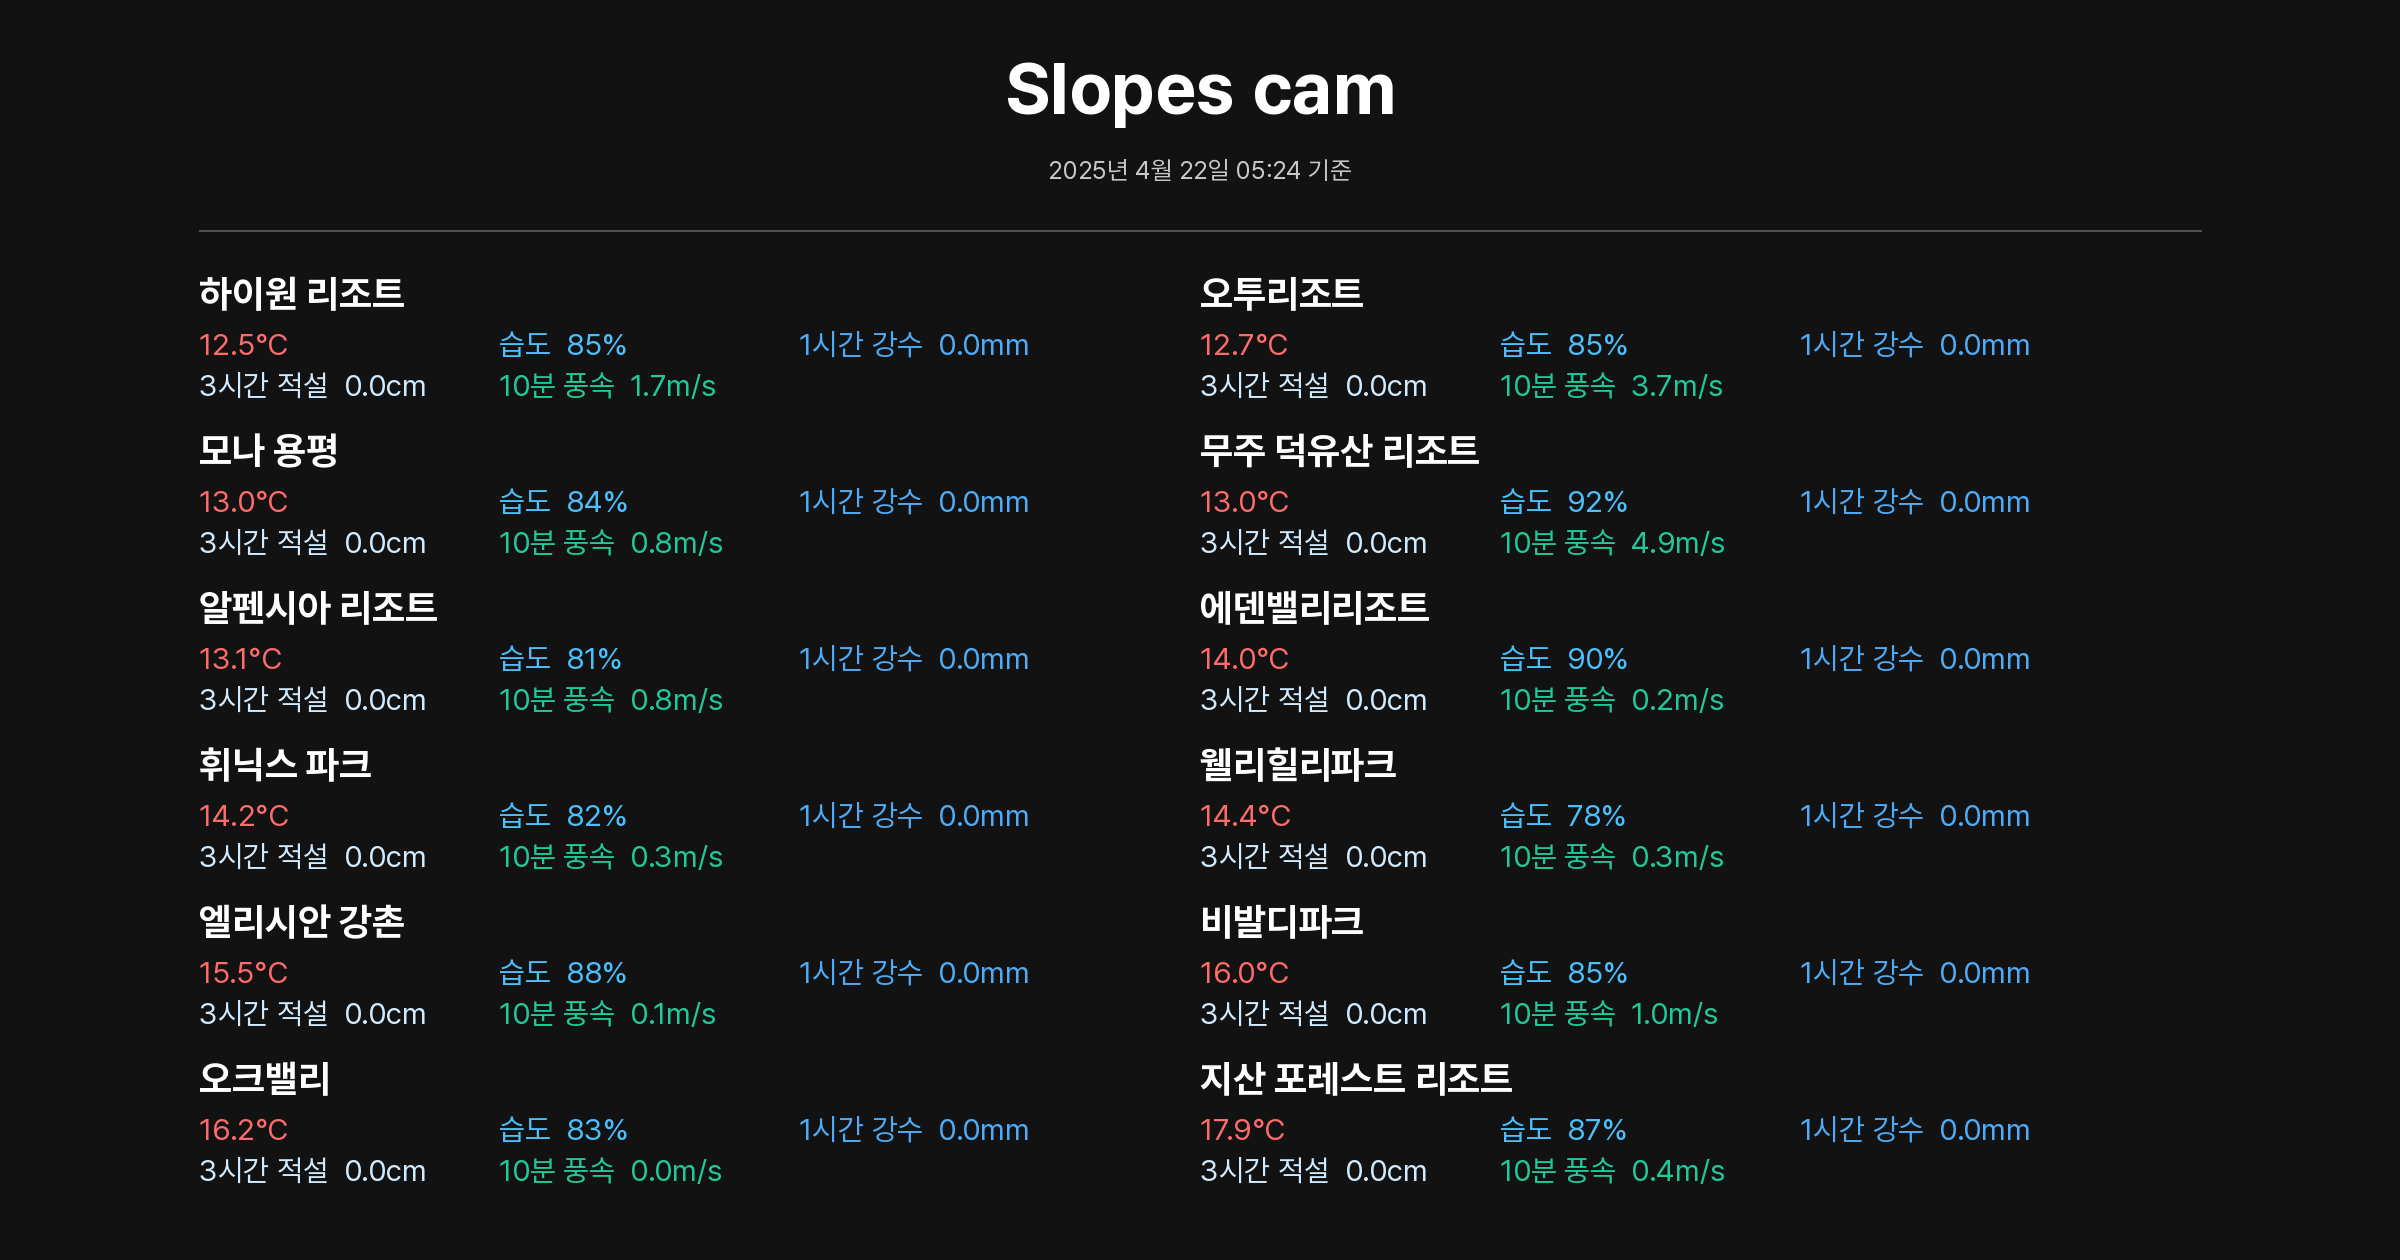 Slopes cam
2025년 4월 22일 05:24 기준
하이원 리조트
12.5°C 습도 85% 1시간 강수 0.0mm
3시간 적설 0.0cm 10분 풍속 1.7m/s
오투리조트
12.7°C 습도 85% 1시간 강수 0.0mm
3시간 적설 0.0cm 10분 풍속 3.7m/s
모나 용평
13.0°C 습도 84% 1시간 강수 0.0mm
3시간 적설 0.0cm 10분 풍속 0.8m/s
무주 덕유산 리조트
13.0°C 습도 92% 1시간 강수 0.0mm
3시간 적설 0.0cm 10분 풍속 4.9m/s
알펜시아 리조트
13.1°C 습도 81% 1시간 강수 0.0mm
3시간 적설 0.0cm 10분 풍속 0.8m/s
에덴밸리리조트
14.0°C 습도 90% 1시간 강수 0.0mm
3시간 적설 0.0cm 10분 풍속 0.2m/s
휘닉스 파크
14.2°C 습도 82% 1시간 강수 0.0mm
3시간 적설 0.0cm 10분 풍속 0.3m/s
웰리힐리파크
14.4°C 습도 78% 1시간 강수 0.0mm
3시간 적설 0.0cm 10분 풍속 0.3m/s
엘리시안 강촌
15.5°C 습도 88% 1시간 강수 0.0mm
3시간 적설 0.0cm 10분 풍속 0.1m/s
비발디파크
16.0°C 습도 85% 1시간 강수 0.0mm
3시간 적설 0.0cm 10분 풍속 1.0m/s
오크밸리
16.2°C 습도 83% 1시간 강수 0.0mm
3시간 적설 0.0cm 10분 풍속 0.0m/s
지산 포레스트 리조트
17.9°C 습도 87% 1시간 강수 0.0mm
3시간 적설 0.0cm 10분 풍속 0.4m/s